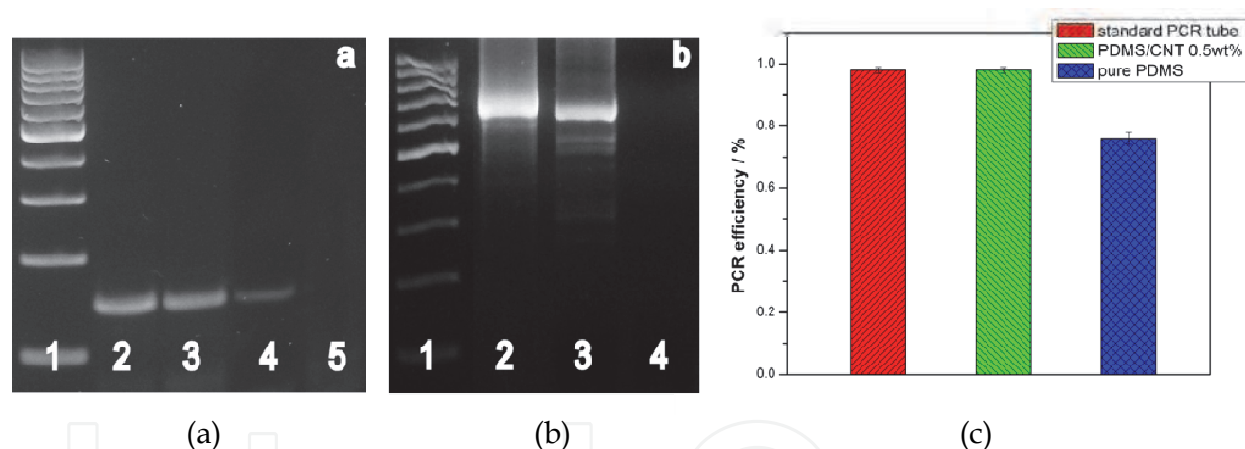 a
1 2 3 4 5
b
1 2 3 4
standard PCR tube
PDMS/CNT 0.5wt%
pure PDMS
PCR efficiency / %
1.0
0.8
0.6
0.4
0.2
0.0
(a) (b) (c)